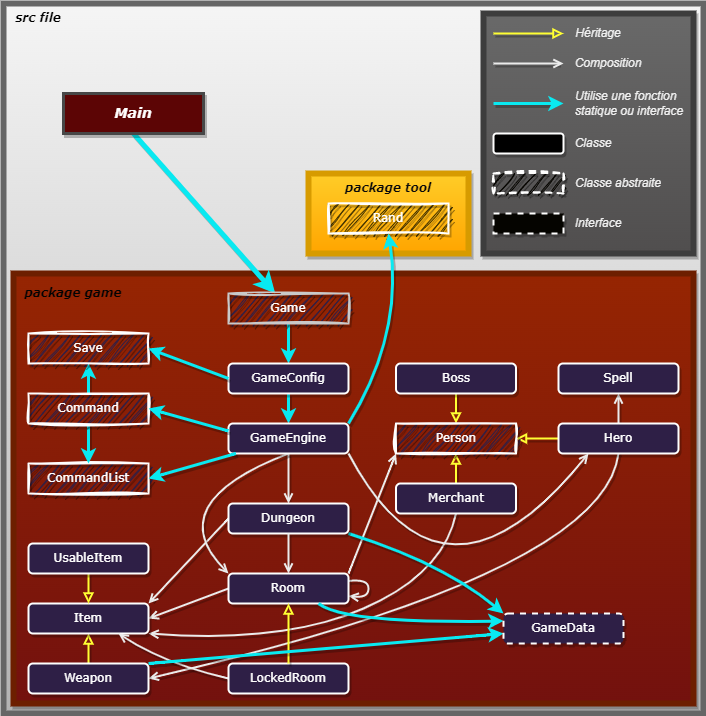 src file
Héritage
Composition
Utilise une fonction
statique ou interface
Classe
Classe abstraite
Interface
Main
package tool
Rand
package game
Game
Save
GameConfig
Boss
Spell
Command
GameEngine
Person
Hero
CommandList
Merchant
Dungeon
UsableItem
Room
Item
GameData
Weapon
LockedRoom